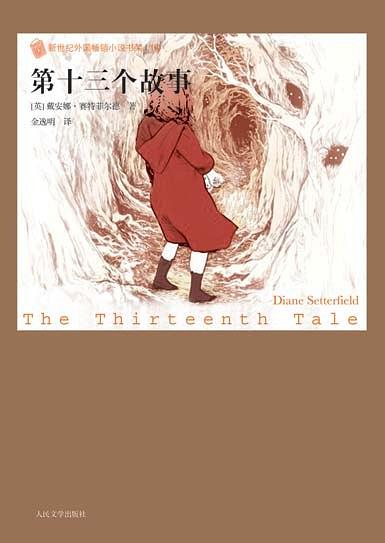 新世纪外国畅销小说书架
第十三个故事
[英] 戴安娜·赛特菲尔德 著
金逸明 译
Diane Setterfield
The Thirteenth Tale
人民文学出版社